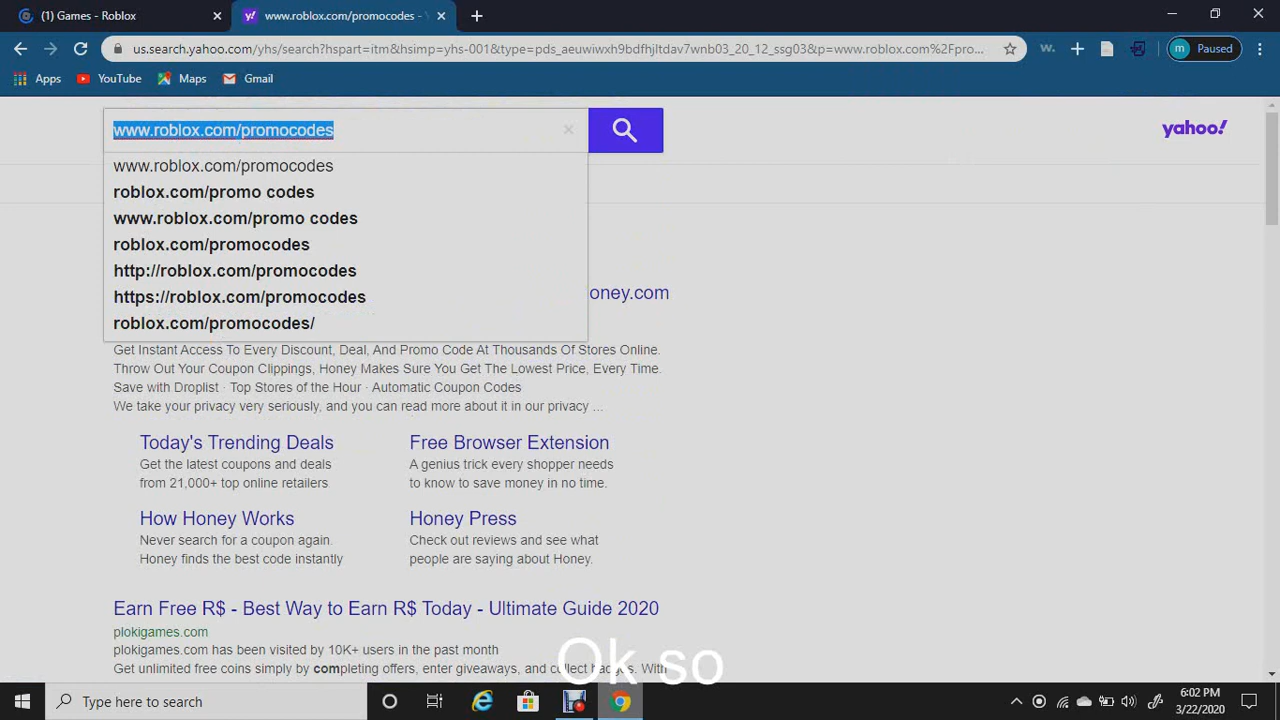 (1) Games - Roblox
www.roblox.com/promocodes - Y
us.search.yahoo.com/yhs/search?hspart=itm&hsimp=yhs-001&type=pds_aeuwiwxh9bdfhjltdav7wnb03_20_12_ssg03&p=www.roblox.com%2Fpro...
w.
m Paused
Apps YouTube Maps Gmail
www.roblox.com/promocodes
yahoo!
www.roblox.com/promocodes
roblox.com/promo codes
www.roblox.com/promo codes
roblox.com/promocodes
http://roblox.com/promocodes
https://roblox.com/promocodes
oney.com
roblox.com/promocodes/
Get Instant Access To Every Discount, Deal, And Promo Code At Thousands Of Stores Online.
Throw Out Your Coupon Clippings, Honey Makes Sure You Get The Lowest Price, Every Time.
Save with Droplist · Top Stores of the Hour · Automatic Coupon Codes
We take your privacy very seriously, and you can read more about it in our privacy ...
Today's Trending Deals
Get the latest coupons and deals
from 21,000+ top online retailers
Free Browser Extension
A genius trick every shopper needs
to know to save money in no time.
How Honey Works
Never search for a coupon again.
Honey finds the best code instantly
Honey Press
Check out reviews and see what
people are saying about Honey.
Earn Free R$ - Best Way to Earn R$ Today - Ultimate Guide 2020
plokigames.com
plokigames.com has been visited by 10K+ users in the past month
Get unlimited free coins simply by completing offers, enter giveaways, and collect badges. With
Ok so
Type here to search
6:02 PM
3/22/2020